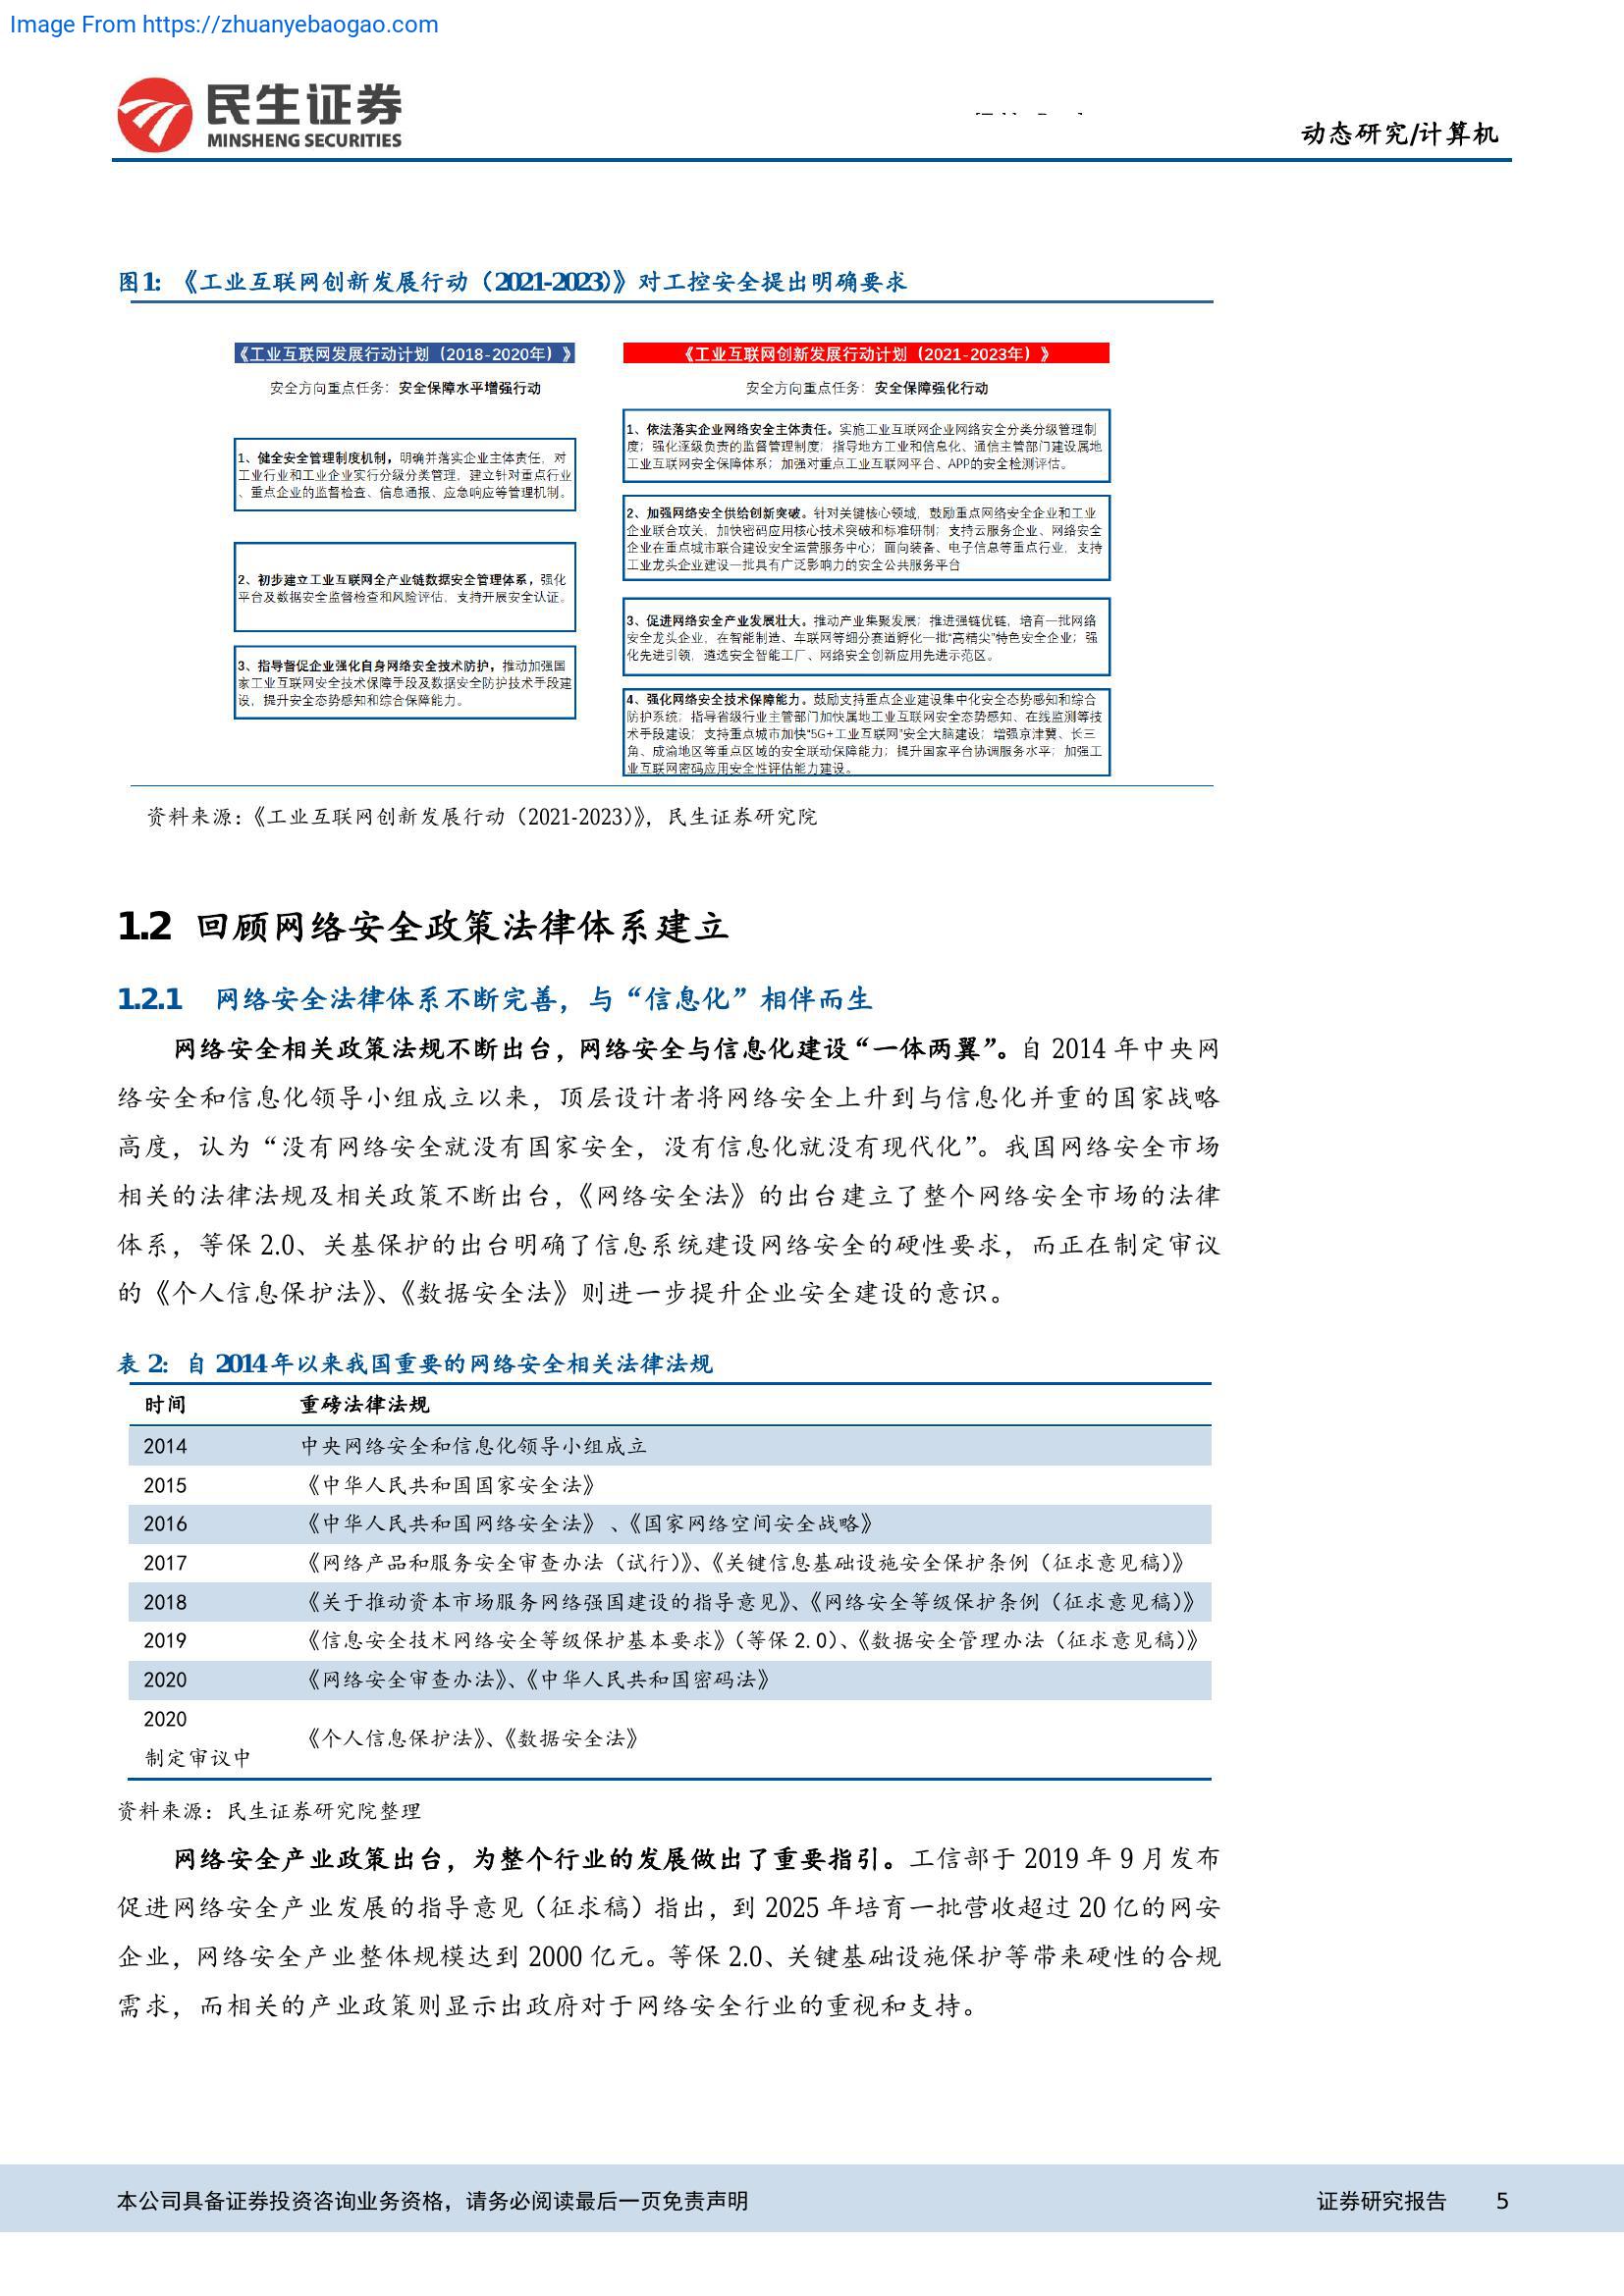 Image From https://zhuanyebaogao.com
民生证券
MINSHENG SECURITIES
动态研究/计算机
图1：《工业互联网创新发展行动（2021-2023）》对工控安全提出明确要求
《工业互联网发展行动计划（2018-2020年）》
安全方向重点任务：安全保障水平增强行动
1、健全安全管理制度机制，明确并落实企业主体责任，对
工业行业和工业企业实行分级分类管理，建立针对重点行业
、重点企业的监督检查、信息通报、应急响应等管理机制。
2、初步建立工业互联网全产业链数据安全管理体系，强化
平台及数据安全监督检查和风险评估，支持开展安全认证。
3、指导督促企业强化自身网络安全技术防护，推动加强国
家工业互联网安全技术保障手段及数据安全防护技术手段建
设，提升安全态势感知和综合保障能力。
《工业互联网创新发展行动计划（2021-2023年）》
安全方向重点任务：安全保障强化行动
1、依法落实企业网络安全主体责任。实施工业互联网企业网络安全分类分级管理制
度；强化逐级负责的监督管理制度；指导地方工业和信息化、通信主管部门建设属地
工业互联网安全保障体系；加强对重点工业互联网平台、APP的安全检测评估。
2、加强网络安全供给创新突破。针对关键核心领域，鼓励重点网络安全企业和工业
企业联合攻关，加快密码应用核心技术突破和标准研制；支持云服务企业、网络安全
企业在重点城市联合建设安全运营服务中心；面向装备、电子信息等重点行业，支持
工业龙头企业建设一批具有广泛影响力的安全公共服务平台
3、促进网络安全产业发展壮大。推动产业集聚发展；推进强链优链，培育一批网络
安全龙头企业，在智能制造、车联网等细分赛道孵化一批“高精尖”特色安全企业；强
化先进引领，遴选安全智能工厂、网络安全创新应用先进示范区。
4、强化网络安全技术保障能力。鼓励支持重点企业建设集中化安全态势感知和综合
防护系统；指导省级行业主管部门加快属地工业互联网安全态势感知、在线监测等技
术手段建设；支持重点城市加快“5G+工业互联网”安全大脑建设；增强京津冀、长三
角、成渝地区等重点区域的安全联动保障能力；提升国家平台协调服务水平；加强工
业互联网密码应用安全性评估能力建设。
资料来源：《工业互联网创新发展行动（2021-2023）》，民生证券研究院
1.2 回顾网络安全政策法律体系建立
1.2.1 网络安全法律体系不断完善，与“信息化”相伴而生
网络安全相关政策法规不断出台，网络安全与信息化建设“一体两翼”。自 2014 年中央网
络安全和信息化领导小组成立以来，顶层设计者将网络安全上升到与信息化并重的国家战略
高度，认为“没有网络安全就没有国家安全，没有信息化就没有现代化”。我国网络安全市场
相关的法律法规及相关政策不断出台，《网络安全法》的出台建立了整个网络安全市场的法律
体系，等保 2.0、关基保护的出台明确了信息系统建设网络安全的硬性要求，而正在制定审议
的《个人信息保护法》、《数据安全法》则进一步提升企业安全建设的意识。
表 2：自 2014 年以来我国重要的网络安全相关法律法规
时间 重磅法律法规
2014 中央网络安全和信息化领导小组成立
2015 《中华人民共和国国家安全法》
2016 《中华人民共和国网络安全法》、《国家网络空间安全战略》
2017 《网络产品和服务安全审查办法（试行）》、《关键信息基础设施安全保护条例（征求意见稿）》
2018 《关于推动资本市场服务网络强国建设的指导意见》、《网络安全等级保护条例（征求意见稿）》
2019 《信息安全技术网络安全等级保护基本要求》（等保 2.0）、《数据安全管理办法（征求意见稿）》
2020 《网络安全审查办法》、《中华人民共和国密码法》
2020
制定审议中
《个人信息保护法》、《数据安全法》
资料来源：民生证券研究院整理
网络安全产业政策出台，为整个行业的发展做出了重要指引。工信部于 2019 年 9 月发布
促进网络安全产业发展的指导意见（征求稿）指出，到 2025 年培育一批营收超过 20 亿的网安
企业，网络安全产业整体规模达到 2000 亿元。等保 2.0、关键基础设施保护等带来硬性的合规
需求，而相关的产业政策则显示出政府对于网络安全行业的重视和支持。
本公司具备证券投资咨询业务资格，请务必阅读最后一页免责声明
证券研究报告 5